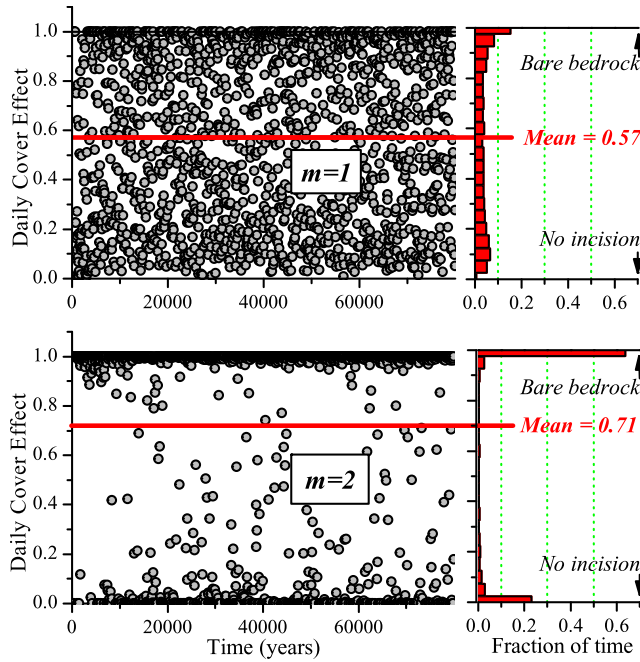 Daily Cover Effect
1.0
0.8
0.6
0.4
0.2
0.0
m=1
0
20000
40000
60000
Bare bedrock
Mean = 0.57
No incision
0.0
0.2
0.4
0.6
Daily Cover Effect
1.0
0.8
0.6
0.4
0.2
0.0
m=2
0
20000
40000
60000
Time (years)
Bare bedrock
Mean = 0.71
No incision
0.0
0.2
0.4
0.6
Fraction of time